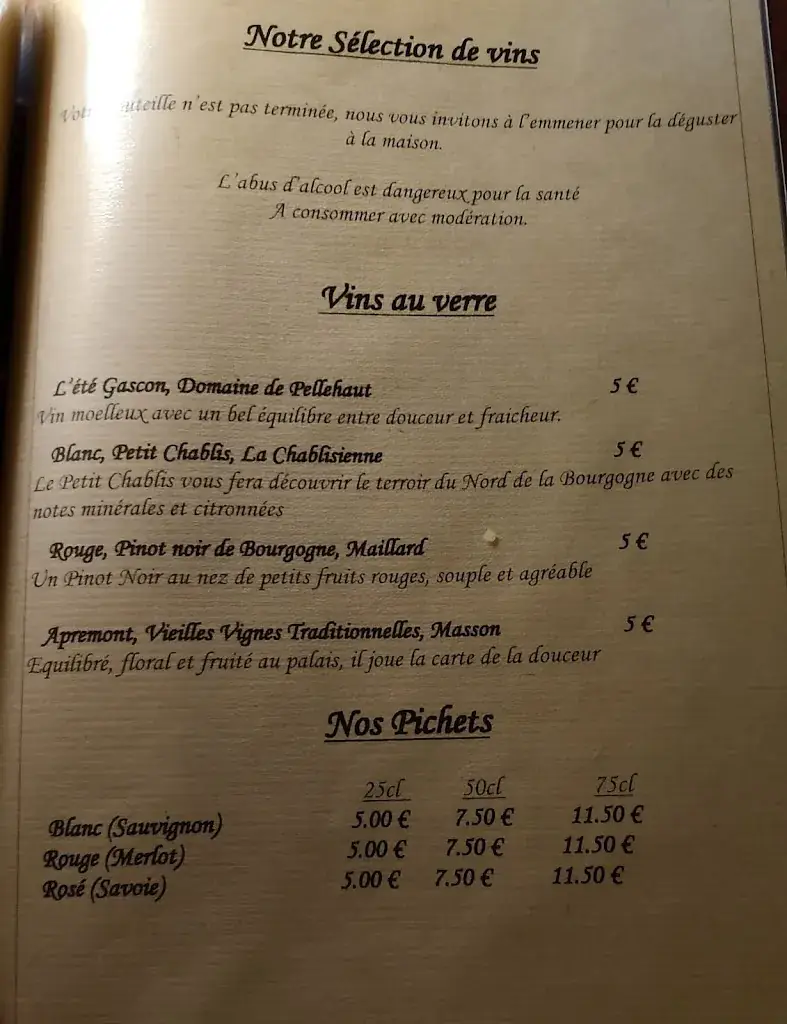 Notre Sélection de vins
n'est pas terminée, nous vous invitons à l'emmener pour la déguster
à la maison.
L'abus d'alcool est dangereux pour la santé
A consommer avec modération.
Vins au verre
L'été Gascon, Domaine de Pellehaut 5 €
Vin moelleux avec un bel équilibre entre douceur et fraicheur.
Blanc, Petit Chablis, La Chablisienne 5 €
Le Petit Chablis vous fera découvrir le terroir du Nord de la Bourgogne avec des
notes minérales et citronnées
Rouge, Pinot noir de Bourgogne, Maillard 5 €
Un Pinot Noir au nez de petits fruits rouges, souple et agréable
Apremont, Vieilles Vignes Traditionnelles, Masson 5 €
Equilibré, floral et fruité au palais, il joue la carte de la douceur
Nos Pichets
25cl 50cl 75cl
Blanc (Sauvignon) 5.00 € 7.50 € 11.50 €
Rouge (Merlot) 5.00 € 7.50 € 11.50 €
Rosé (Savoie) 5.00 € 7.50 € 11.50 €